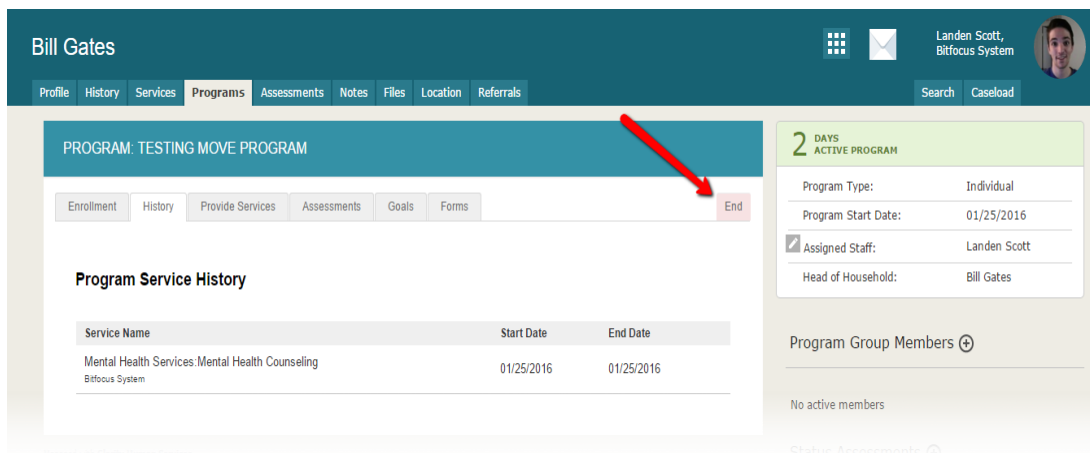 Bill Gates
Landen Scott,
Bitfocus System
Profile History Services Programs Assessments Notes Files Location Referrals
Search Caseload
PROGRAM: TESTING MOVE PROGRAM
Enrollment History Provide Services Assessments Goals Forms End
Program Service History
Service Name Start Date End Date
Mental Health Services:Mental Health Counseling 01/25/2016 01/25/2016
Bitfocus System
2 DAYS
ACTIVE PROGRAM
Program Type: Individual
Program Start Date: 01/25/2016
Assigned Staff: Landen Scott
Head of Household: Bill Gates
Program Group Members
No active members
Status Assessments